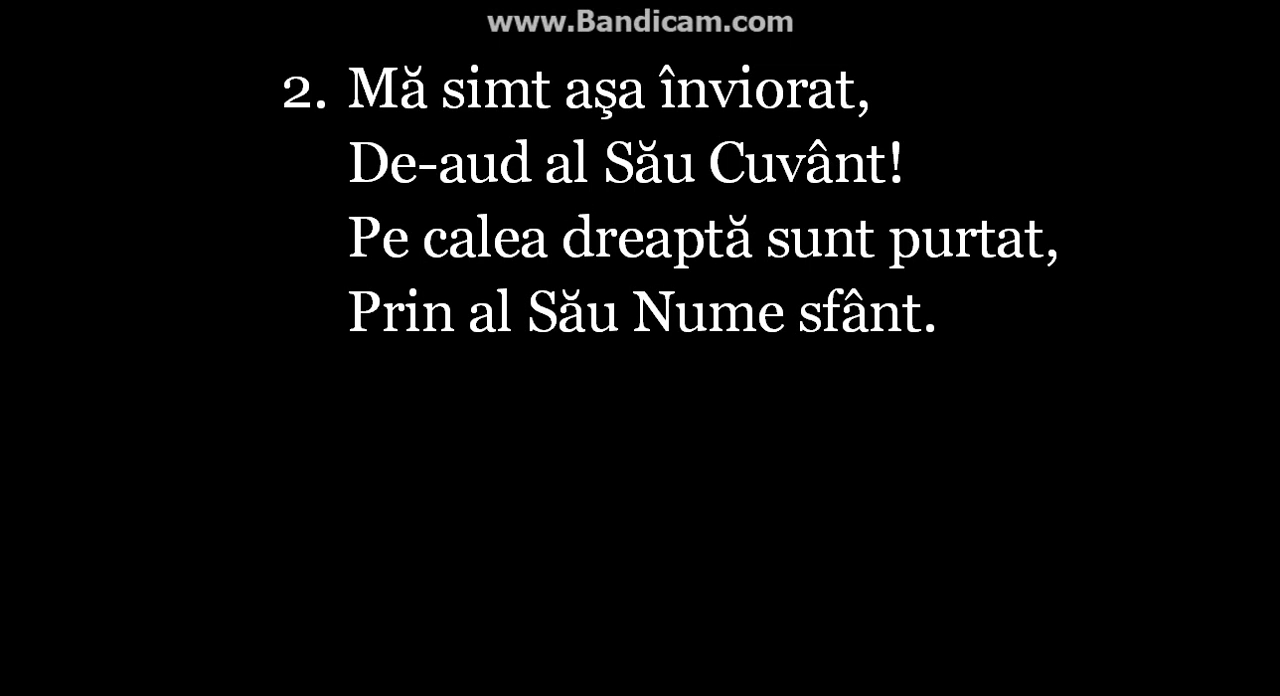 www.Bandicam.com
2. Mă simt aşa înviorat,
De-aud al Său Cuvânt!
Pe calea dreaptă sunt purtat,
Prin al Său Nume sfânt.